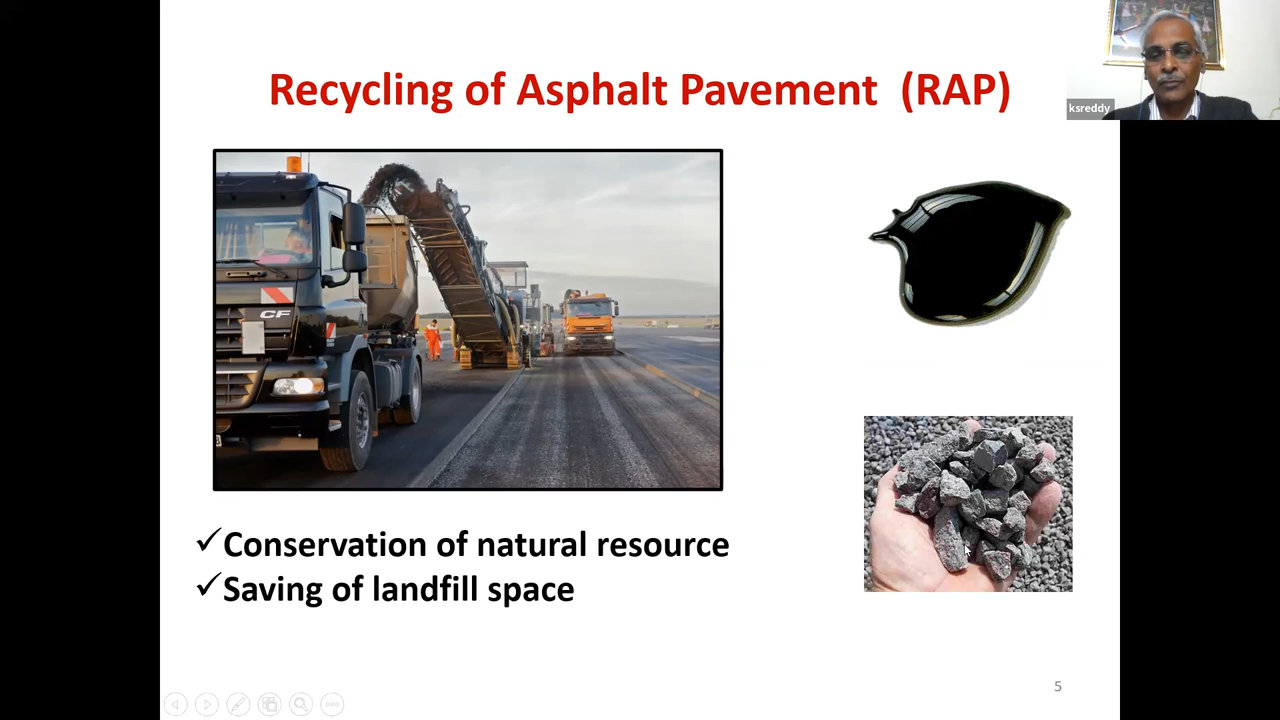 Recycling of Asphalt Pavement (RAP)
ksreddy
CF
✓Conservation of natural resource
✓Saving of landfill space
5